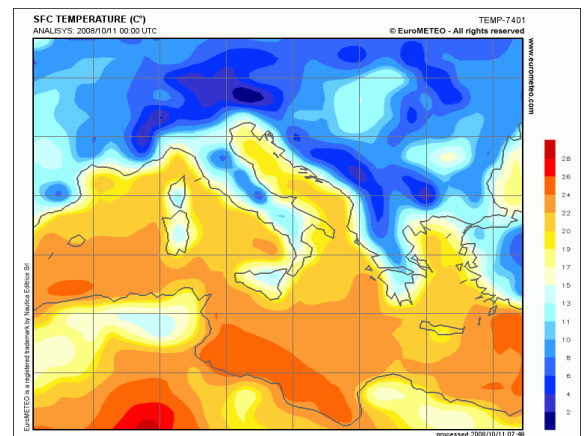 SFC TEMPERATURE (C°)
TEMP-7401
ANALISYS: 2008/10/11 00:00 UTC
© EuroMETEO - All rights reserved
www.eurometeo.com
28
26
24
22
20
19
17
15
13
11
10
8
6
4
2
EuroMETEO is a registered trademark by Nautica Editrice Srl
processed 2008/10/11 07:48